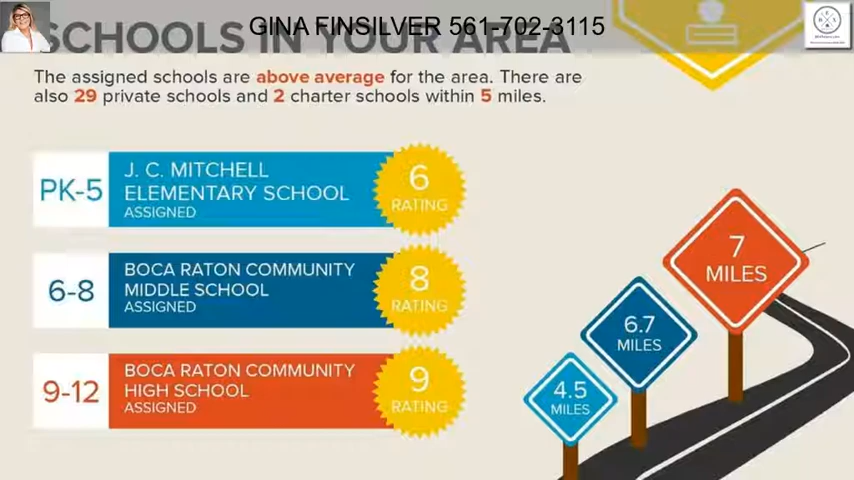 GINA FINSILVER 561-702-3115
SCHOOLS IN YOUR AREA
The assigned schools are above average for the area. There are
also 29 private schools and 2 charter schools within 5 miles.
PK-5
J. C. MITCHELL
ELEMENTARY SCHOOL
ASSIGNED
6
RATING
6-8
BOCA RATON COMMUNITY
MIDDLE SCHOOL
ASSIGNED
8
RATING
9-12
BOCA RATON COMMUNITY
HIGH SCHOOL
ASSIGNED
9
RATING
4.5
MILES
6.7
MILES
7
MILES